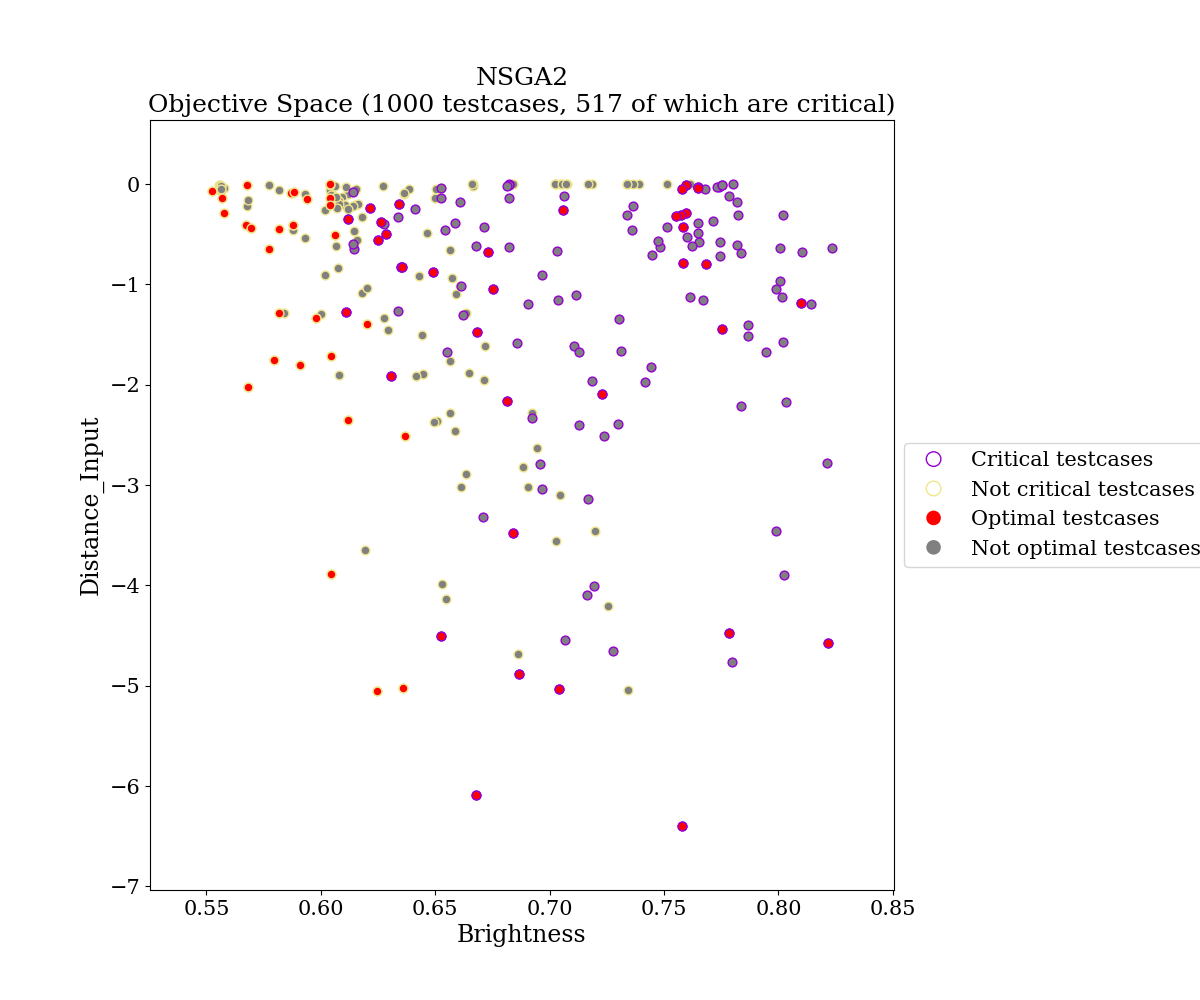 NSGA2
Objective Space (1000 testcases, 517 of which are critical)
Distance_Input
0
−1
−2
−3
−4
−5
−6
−7
0.55 0.60 0.65 0.70 0.75 0.80 0.85
Brightness
Critical testcases
Not critical testcases
Optimal testcases
Not optimal testcases